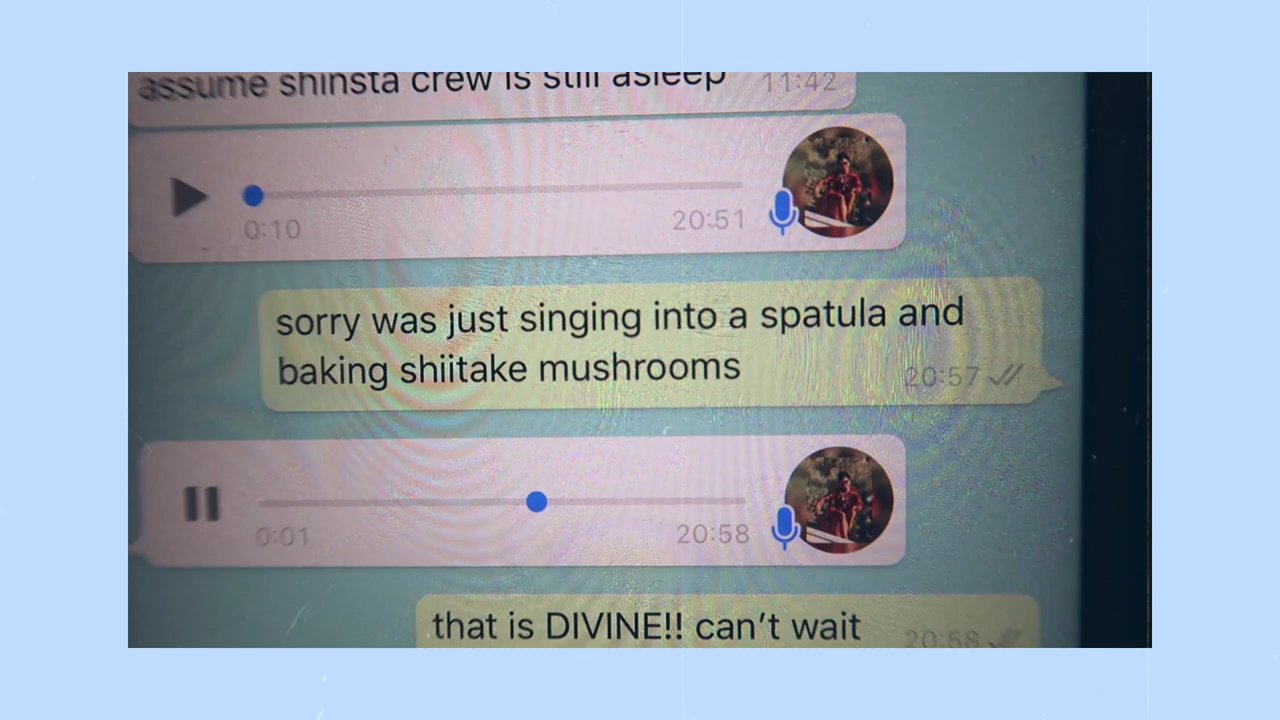 assume shinsta crew is still asleep 11:42
0:10 20:51
sorry was just singing into a spatula and
baking shiitake mushrooms 20:57
0:01 20:58
that is DIVINE!! can't wait 20:58